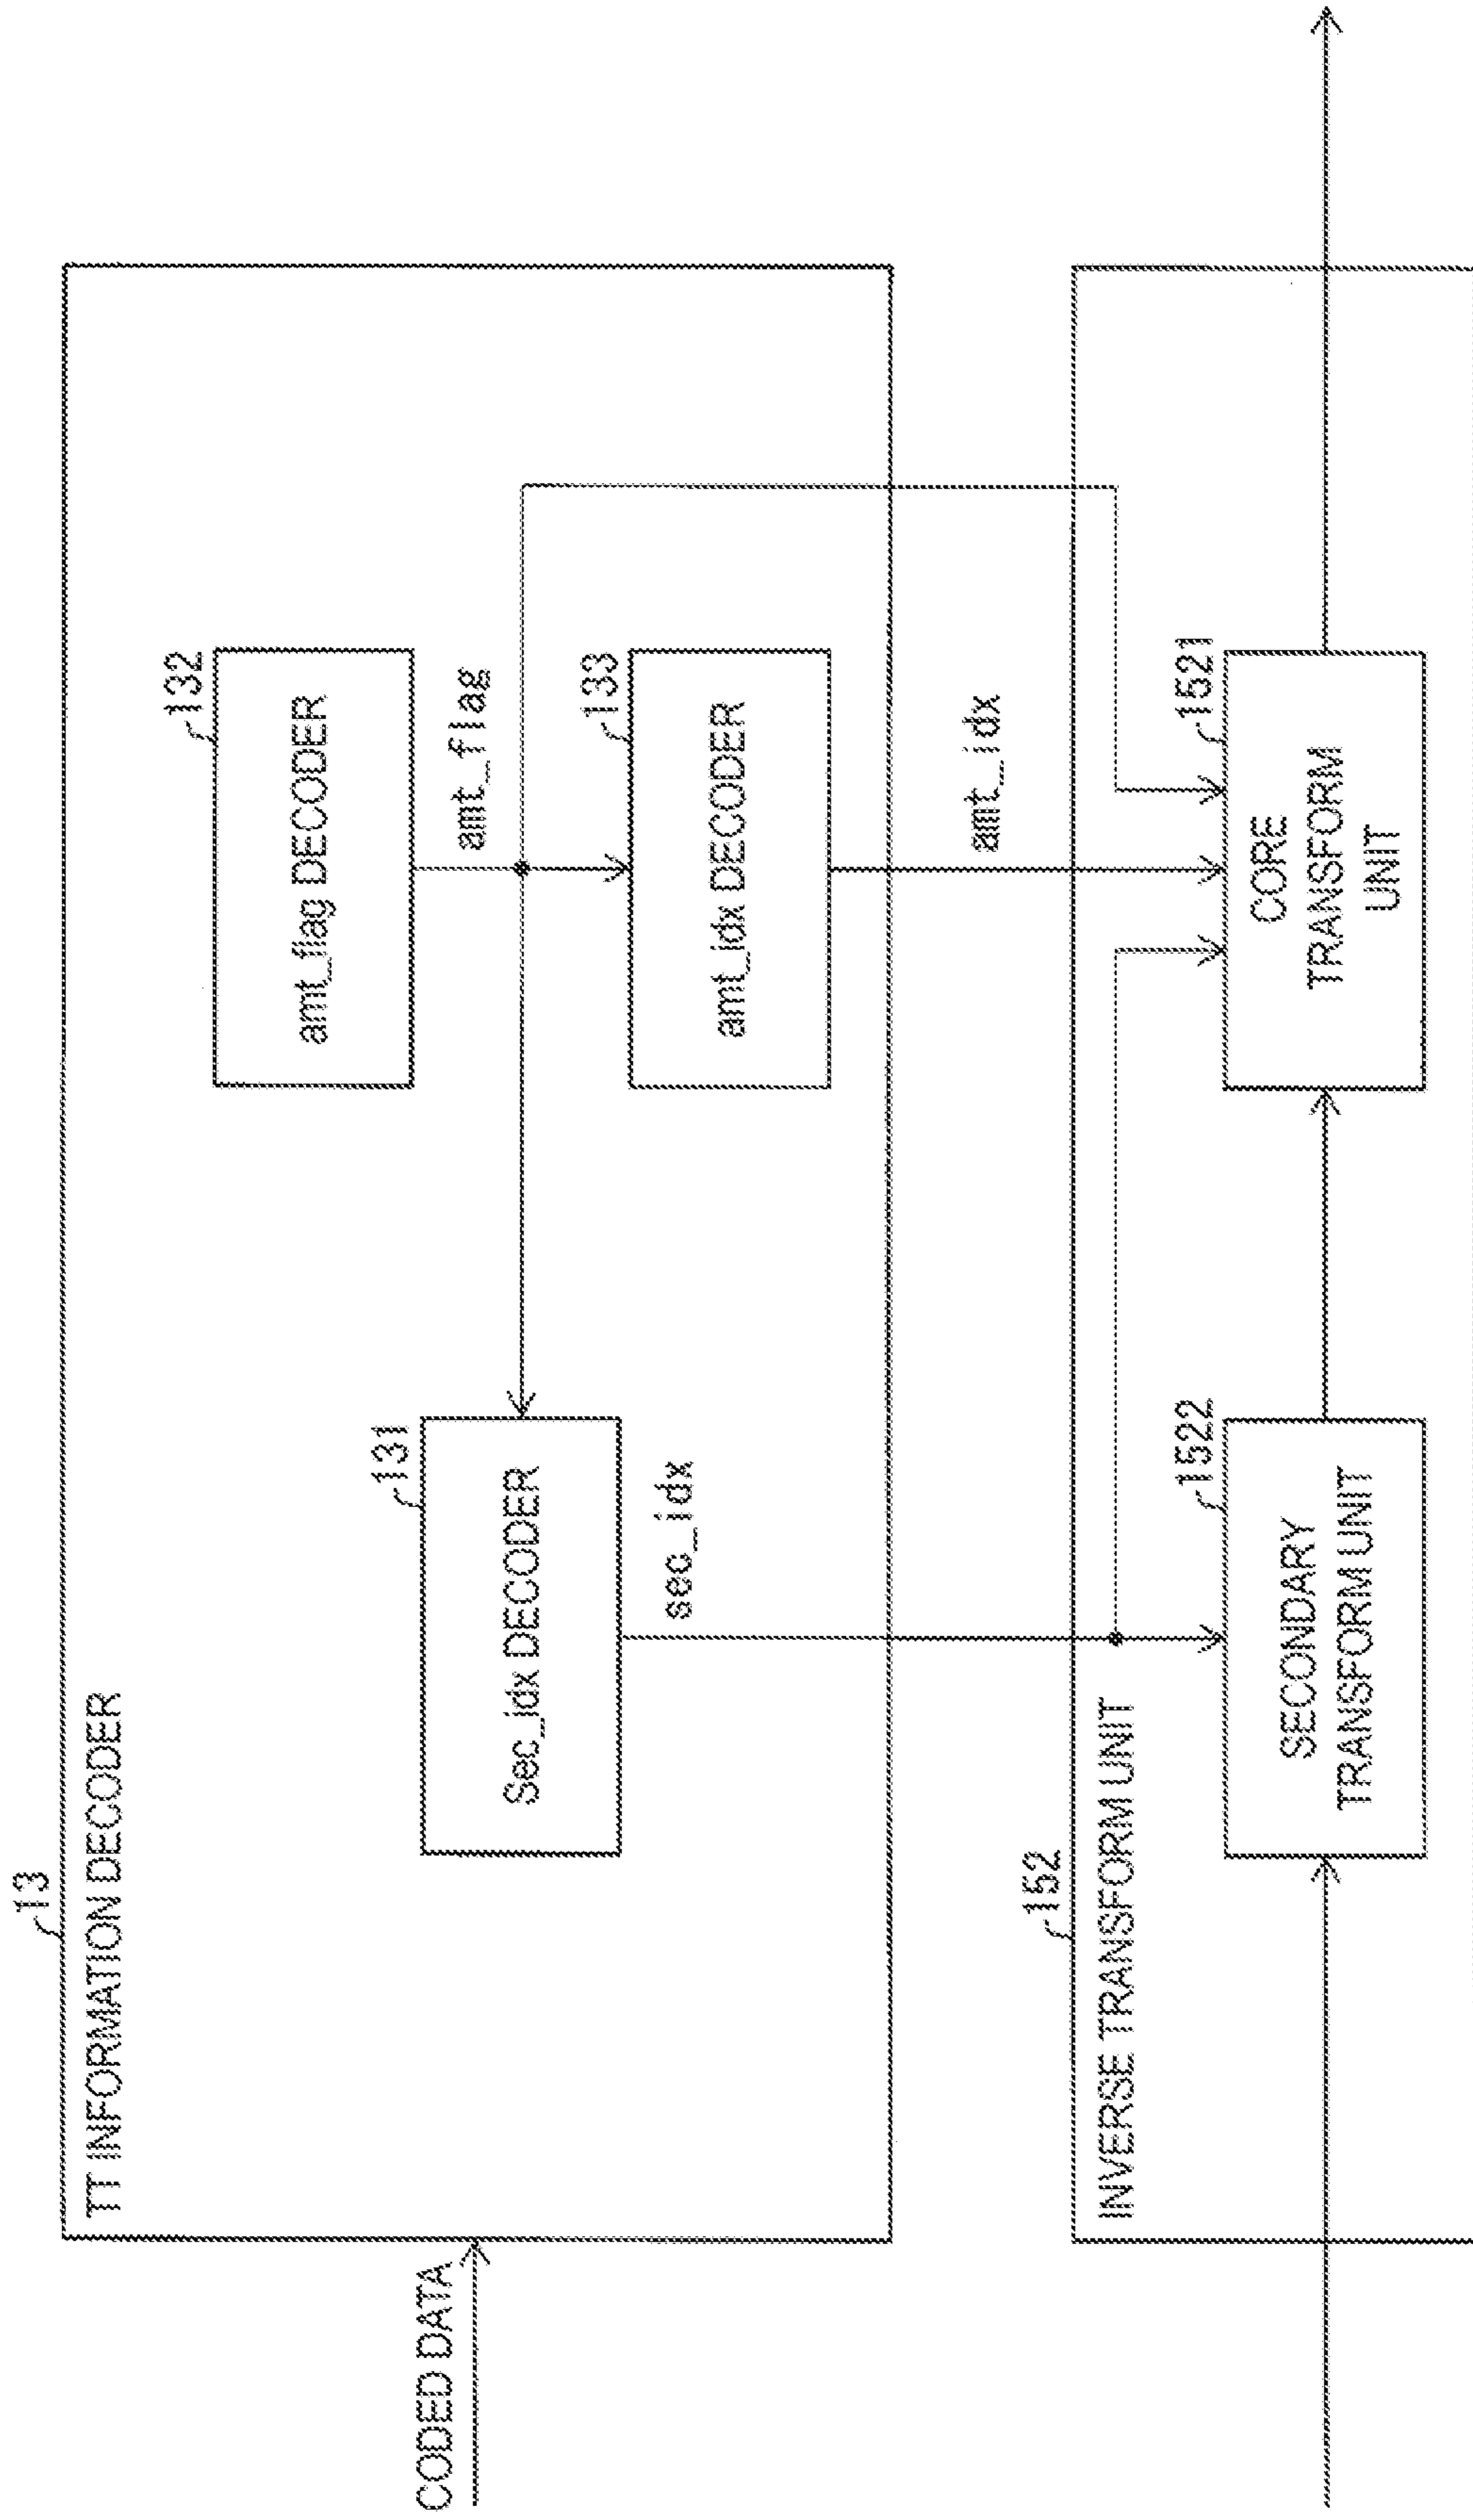 13
TT INFORMATION DECODER
CODED DATA
132
amt_flag DECODER
amt_flag
131
Sec_idx DECODER
133
amt_idx DECODER
sec_idx
amt_idx
152
INVERSE TRANSFORM UNIT
1522
SECONDARY
TRANSFORM UNIT
1521
CORE
TRANSFORM
UNIT